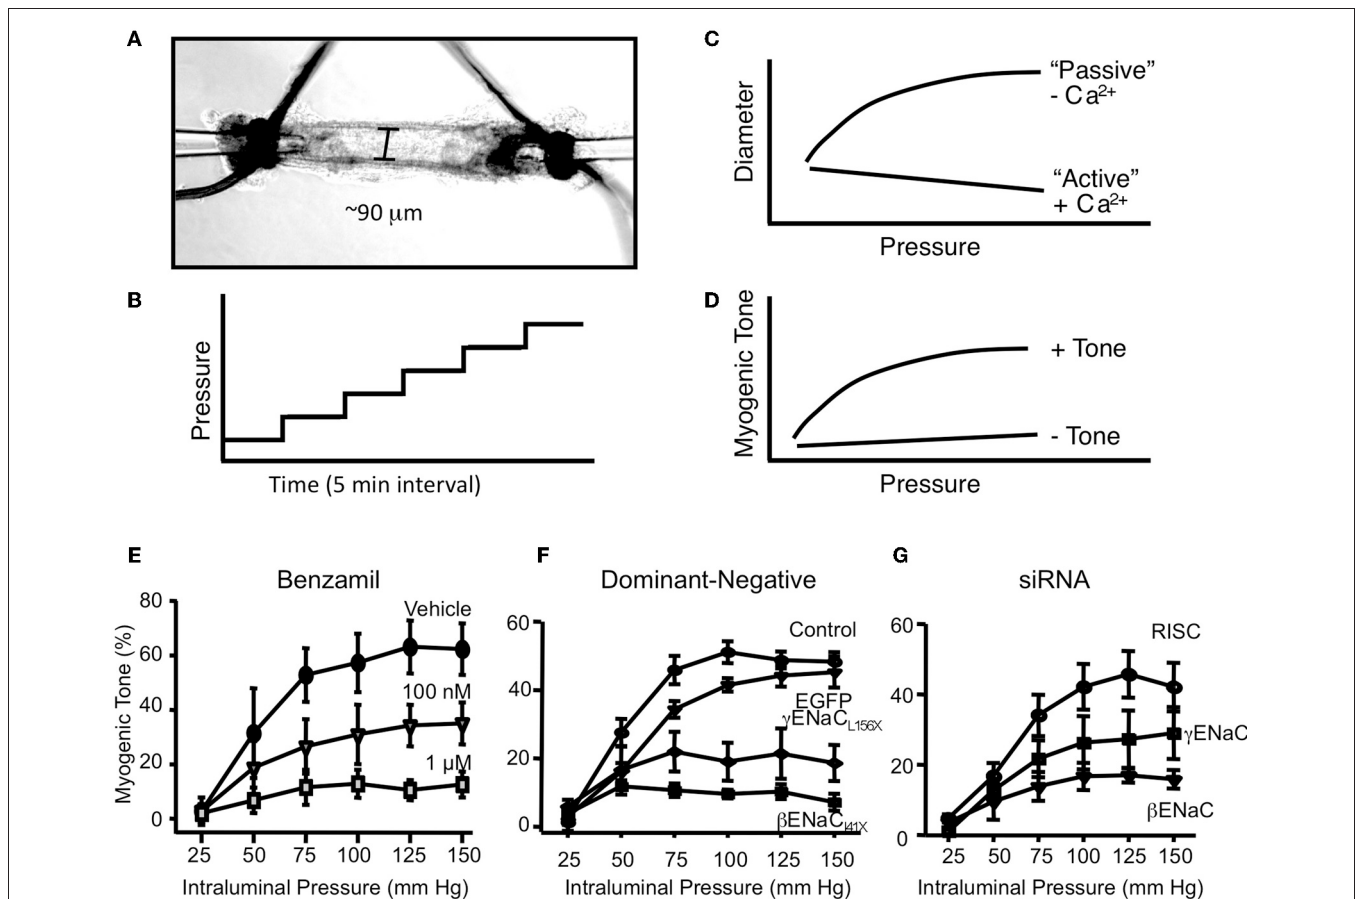 A
~90 μm
B
Pressure
Time (5 min interval)
C
Diameter
“Passive”
- Ca2+
“Active”
+ Ca2+
Pressure
D
Myogenic Tone
+ Tone
- Tone
Pressure
E
Benzamil
Myogenic Tone (%)
80
60
40
20
0
Vehicle
100 nM
1 μM
25 50 75 100 125 150
Intraluminal Pressure (mm Hg)
F
Dominant-Negative
60
40
20
0
Control
EGFP
γENaCL156X
βENaCI41X
25 50 75 100 125 150
Intraluminal Pressure (mm Hg)
G
siRNA
60
40
20
0
RISC
γENaC
βENaC
25 50 75 100 125 150
Intraluminal Pressure (mm Hg)